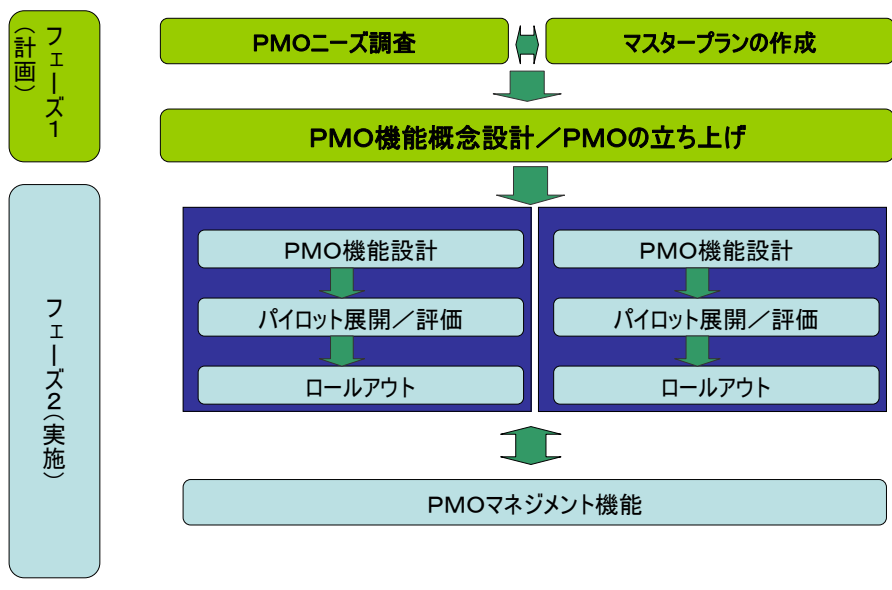 フェーズ1
（計画）
PMOニーズ調査
マスタープランの作成
PMO機能概念設計／PMOの立ち上げ
フェーズ2（実施）
PMO機能設計
パイロット展開／評価
ロールアウト
PMO機能設計
パイロット展開／評価
ロールアウト
PMOマネジメント機能